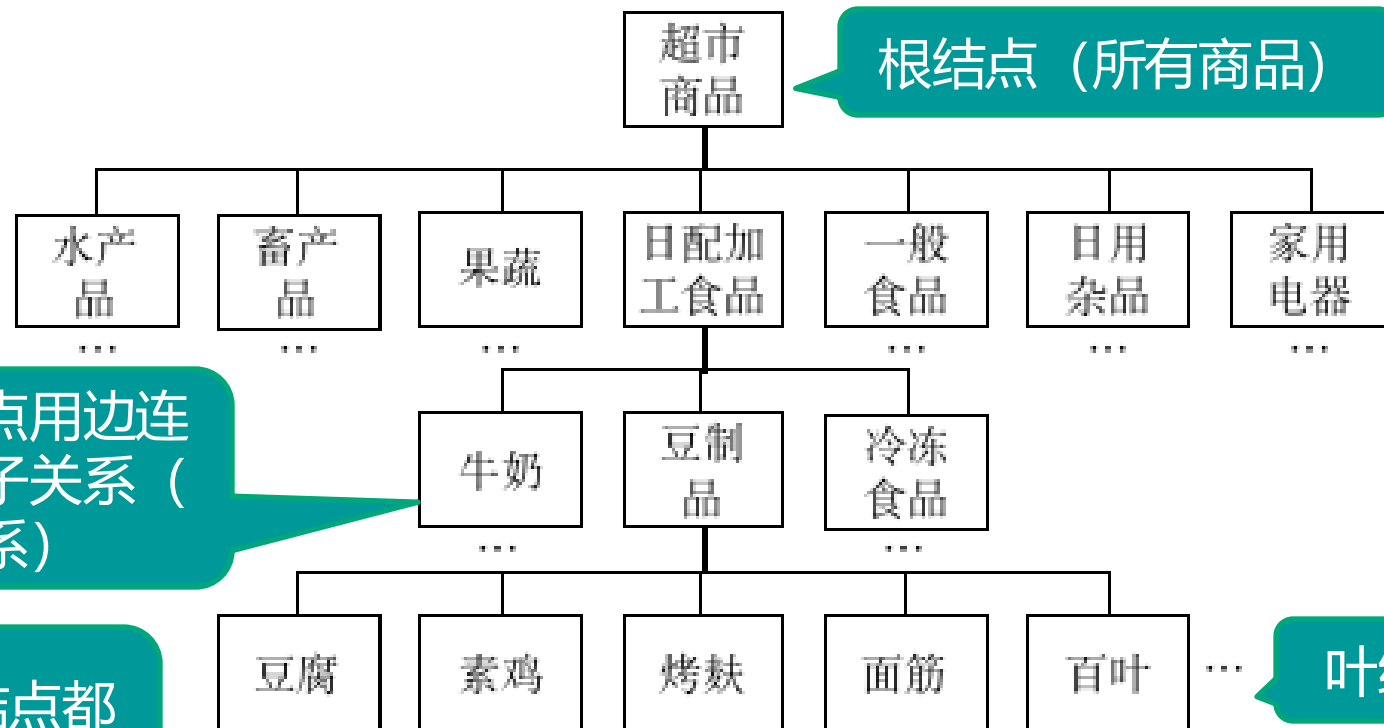 超市
商品
根结点（所有商品）
水产
品
畜产
品
果蔬
日配加
工食品
一般
食品
日用
杂品
家用
电器
…
…
…
…
…
…
点用边连
子关系（
系）
牛奶
豆制
品
冷冻
食品
…
…
豆腐
素鸡
烤麸
面筋
百叶
…
结点都
叶